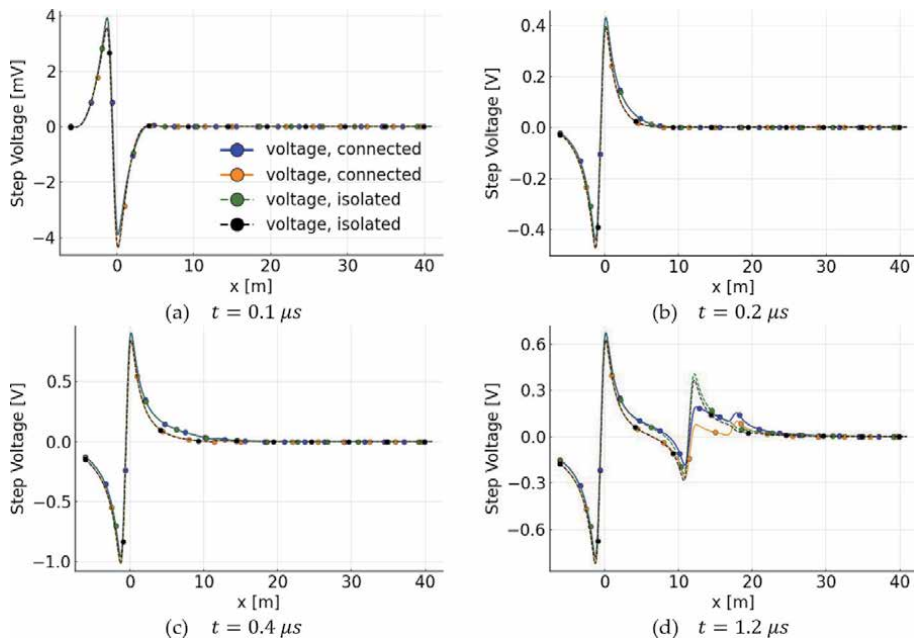 Step Voltage [mV]
4
2
0
−2
−4
voltage, connected
voltage, connected
voltage, isolated
voltage, isolated
0 10 20 30 40
x [m]
(a) t = 0.1 μs
Step Voltage [V]
0.4
0.2
0.0
−0.2
−0.4
0 10 20 30 40
x [m]
(b) t = 0.2 μs
Step Voltage [V]
0.5
0.0
−0.5
−1.0
0 10 20 30 40
x [m]
(c) t = 0.4 μs
Step Voltage [V]
0.6
0.3
0.0
−0.3
−0.6
0 10 20 30 40
x [m]
(d) t = 1.2 μs